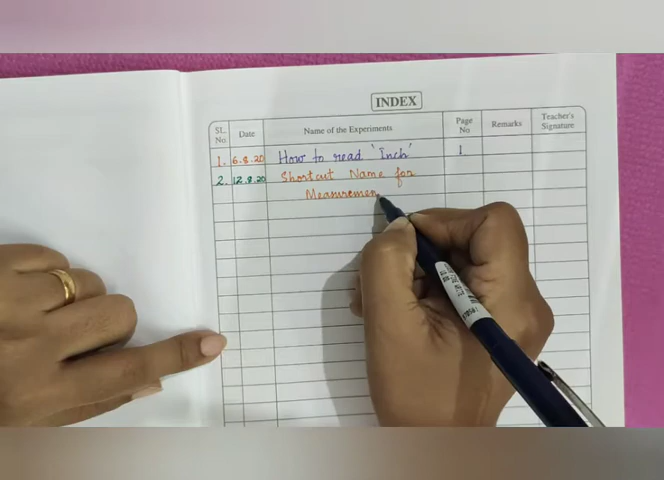 INDEX
SL. No Date Name of the Experiments Page No Remarks Teacher's Signature
1. 6.8.20 How to read 'Inch' 1
2. 12.8.20 Shortcut Name for
Measuremen